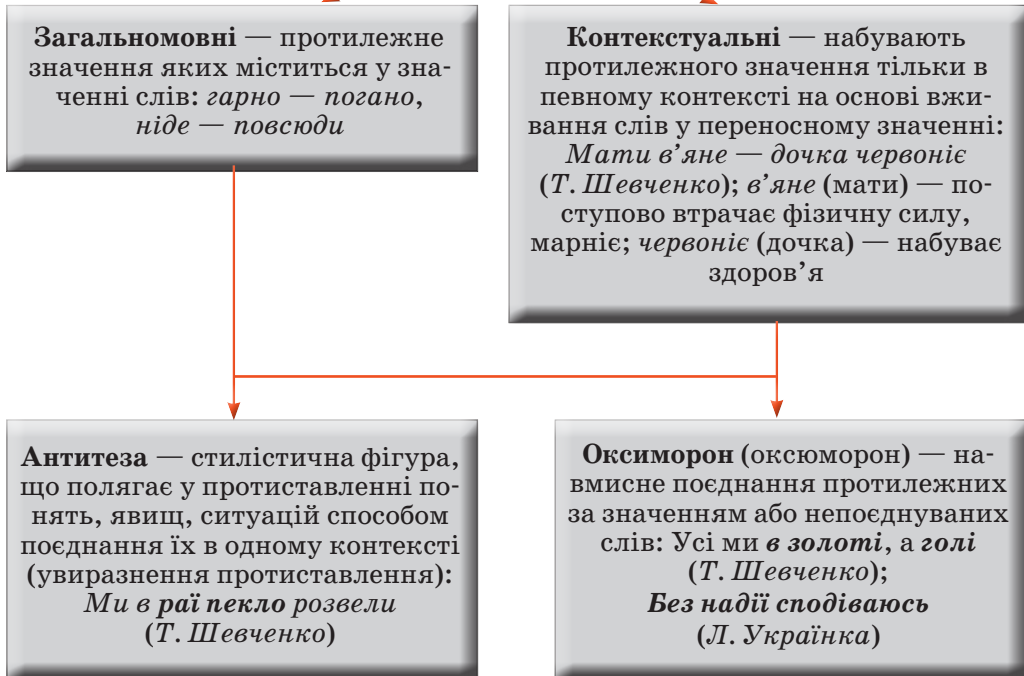 Загальномовні — протилежне
значення яких міститься у зна-
ченні слів: гарно — погано,
ніде — повсюди
Контекстуальні — набувають
протилежного значення тільки в
певному контексті на основі вжи-
вання слів у переносному значенні:
Мати в’яне — дочка червоніє
(Т. Шевченко); в’яне (мати) — по-
ступово втрачає фізичну силу,
марніє; червоніє (дочка) — набуває
здоров’я
Антитеза — стилістична фігура,
що полягає у протиставленні по-
нять, явищ, ситуацій способом
поєднання їх в одному контексті
(увиразнення протиставлення):
Ми в раї пекло розвели
(Т. Шевченко)
Оксиморон (оксюморон) — на-
вмисне поєднання протилежних
за значенням або непоєднуваних
слів: Усі ми в золоті, а голі
(Т. Шевченко);
Без надії сподіваюсь
(Л. Українка)